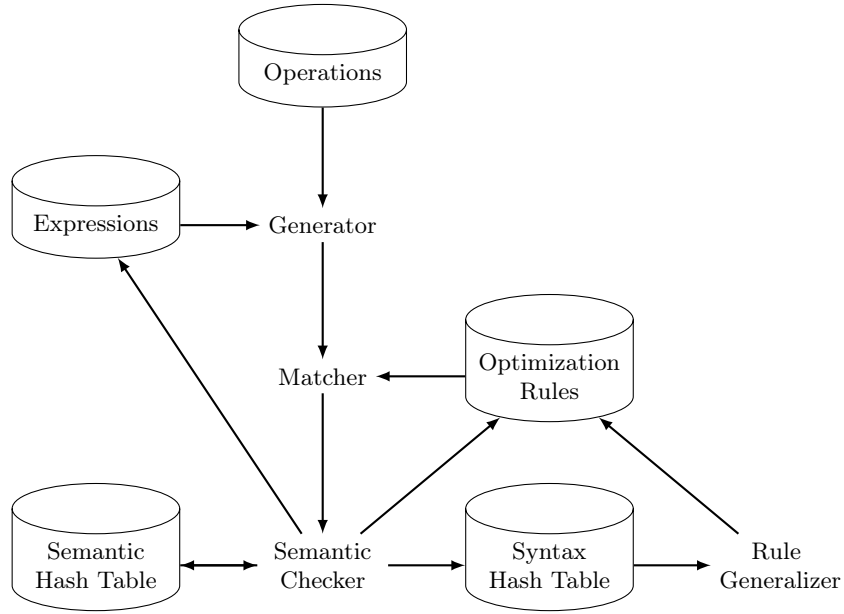 Operations
Expressions
Generator
Matcher
Optimization
Rules
Semantic
Hash Table
Semantic
Checker
Syntax
Hash Table
Rule
Generalizer